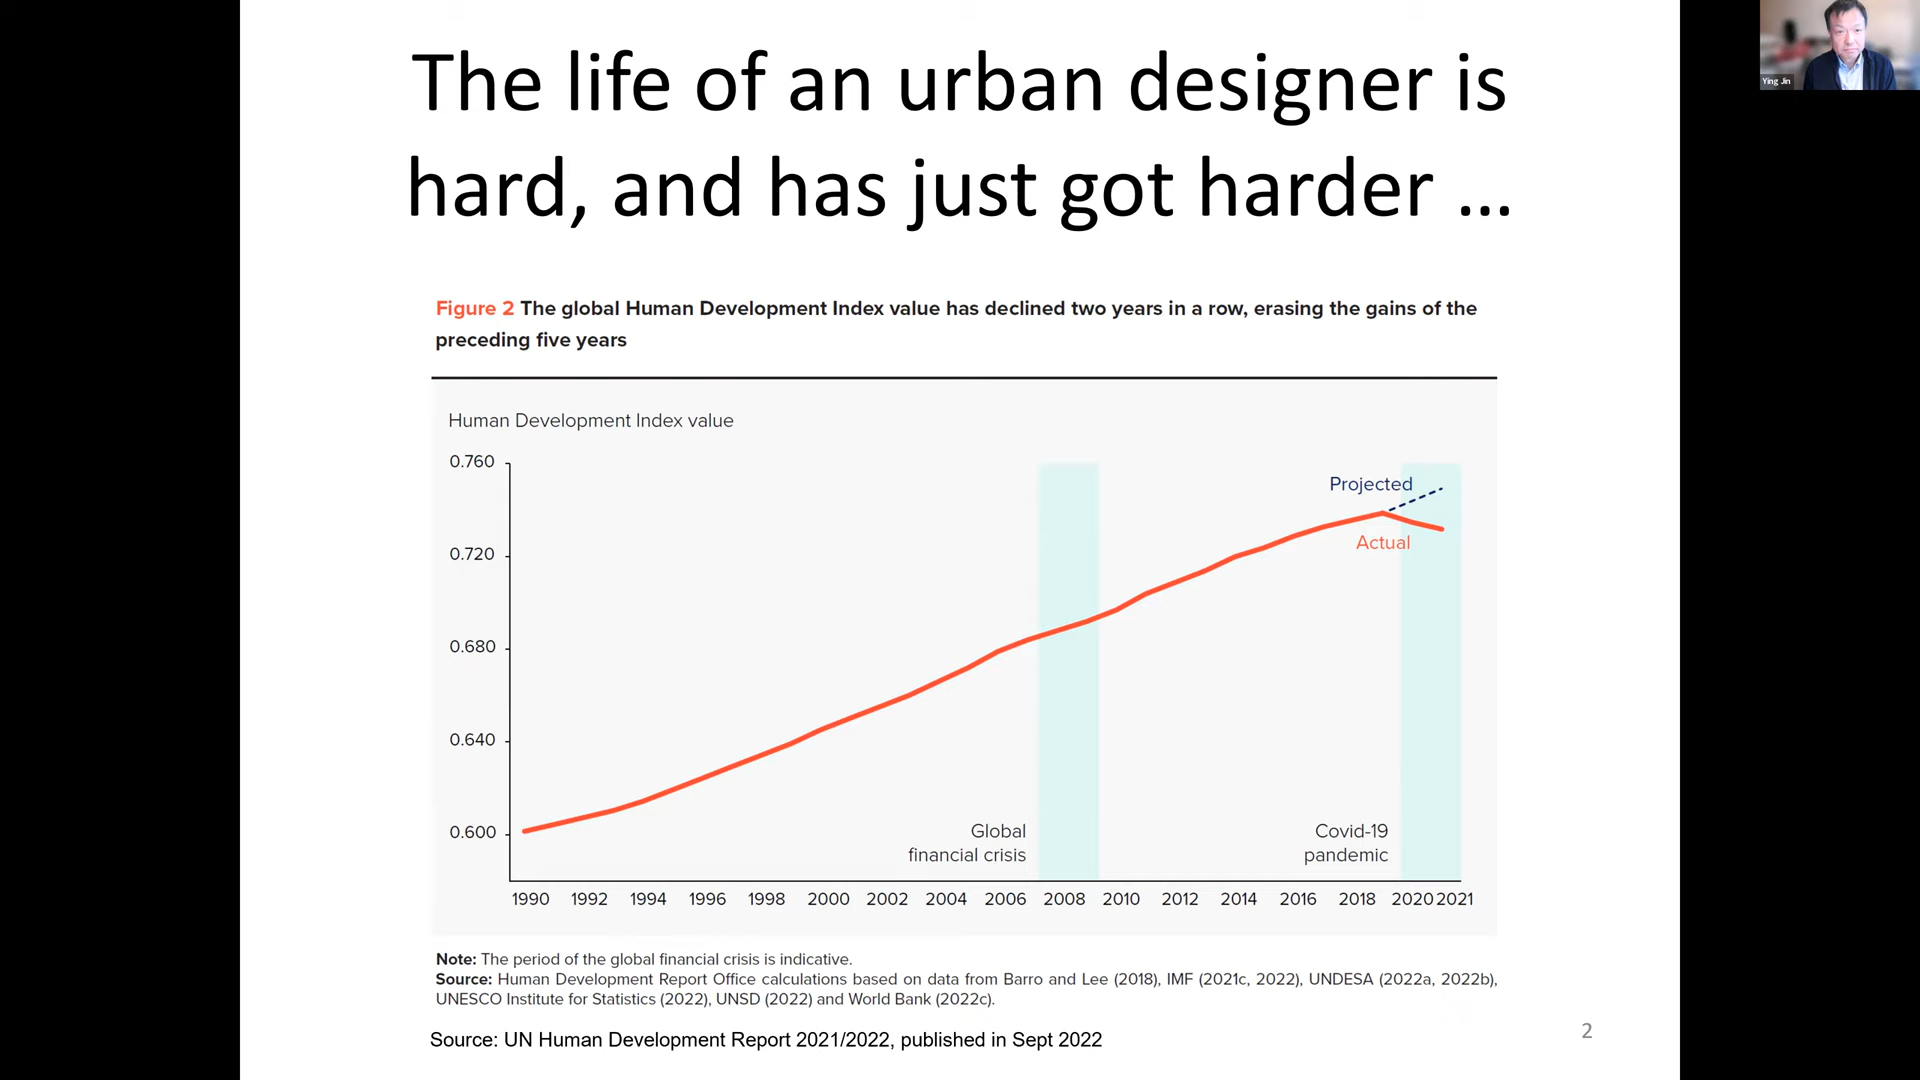 The life of an urban designer is
hard, and has just got harder ...
Ying Jin
Figure 2 The global Human Development Index value has declined two years in a row, erasing the gains of the
preceding five years
Human Development Index value
0.760
0.720
0.680
0.640
0.600
Projected
Actual
Global
financial crisis
Covid-19
pandemic
1990 1992 1994 1996 1998 2000 2002 2004 2006 2008 2010 2012 2014 2016 2018 2020 2021
Note: The period of the global financial crisis is indicative.
Source: Human Development Report Office calculations based on data from Barro and Lee (2018), IMF (2021c, 2022), UNDESA (2022a, 2022b),
UNESCO Institute for Statistics (2022), UNSD (2022) and World Bank (2022c).
Source: UN Human Development Report 2021/2022, published in Sept 2022
2